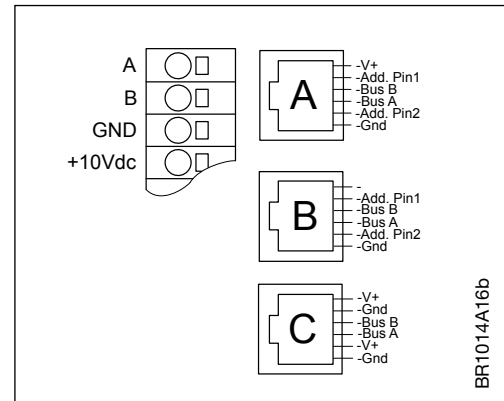 A
B
GND
+10Vdc
A
-V+
-Add. Pin1
-Bus B
-Bus A
-Add. Pin2
-Gnd
B
-
-Add. Pin1
-Bus B
-Bus A
-Add. Pin2
-Gnd
C
-V+
-Gnd
-Bus B
-Bus A
-V+
-Gnd
BR1014A16b